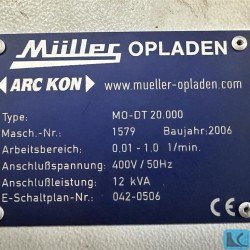 Müller OPLADEN
ARC KON www.mueller-opladen.com
Type: MO-DT 20.000
Masch.-Nr.: 1579 Baujahr: 2006
Arbeitsbereich: 0,01 - 1,0 1/min.
Anschlußspannung: 400V / 50Hz
Anschlußleistung: 12 kVA
E-Schaltplan-Nr.: 042-0506